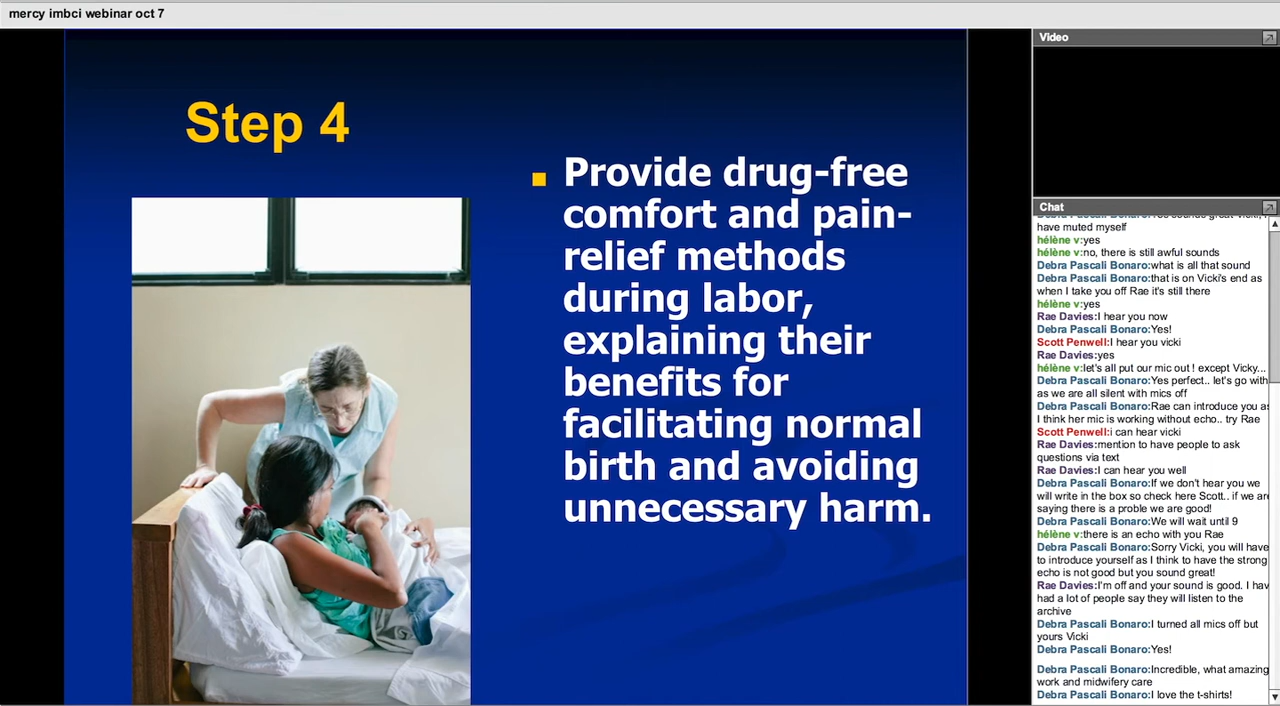 mercy imbci webinar oct 7
Step 4
Provide drug-free
comfort and pain-
relief methods
during labor,
explaining their
benefits for
facilitating normal
birth and avoiding
unnecessary harm.
Video
Chat
have muted myself
hélène v:yes
hélène v:no, there is still awful sounds
Debra Pascali Bonaro:what is all that sound
Debra Pascali Bonaro:that is on Vicki's end as
when I take you off Rae it's still there
hélène v:yes
Rae Davies:I hear you now
Debra Pascali Bonaro:Yes!
Scott Penwell:I hear you vicki
Rae Davies:yes
hélène v:let's all put our mic out ! except Vicky...
Debra Pascali Bonaro:Yes perfect.. let's go with
as we are all silent with mics off
Debra Pascali Bonaro:Rae can introduce you as
I think her mic is working without echo.. try Rae
Scott Penwell:i can hear vicki
Rae Davies:mention to have people to ask
questions via text
Rae Davies:I can hear you well
Debra Pascali Bonaro:If we don't hear you we
will write in the box so check here Scott.. if we are
saying there is a proble we are good!
Debra Pascali Bonaro:We will wait until 9
hélène v:there is an echo with you Rae
Debra Pascali Bonaro:Sorry Vicki, you will have
to introduce yourself as I think to have the strong
echo is not good but you sound great!
Rae Davies:I'm off and your sound is good. I hav
had a lot of people say they will listen to the
archive
Debra Pascali Bonaro:I turned all mics off but
yours Vicki
Debra Pascali Bonaro:Yes!
Debra Pascali Bonaro:Incredible, what amazing
work and midwifery care
Debra Pascali Bonaro:I love the t-shirts!